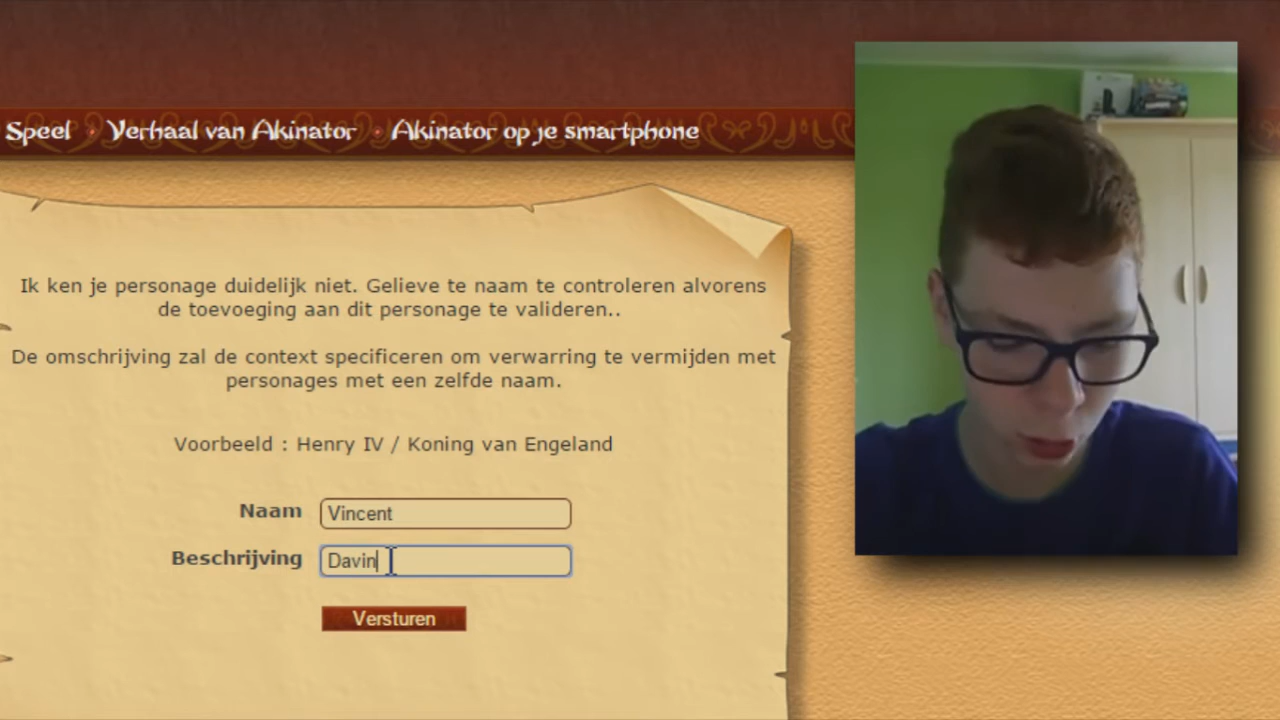 Speel • Verhaal van Akinator • Akinator op je smartphone
Ik ken je personage duidelijk niet. Gelieve te naam te controleren alvorens
de toevoeging aan dit personage te valideren..
De omschrijving zal de context specificeren om verwarring te vermijden met
personages met een zelfde naam.
Voorbeeld : Henry IV / Koning van Engeland
Naam Vincent
Beschrijving Davin
Versturen